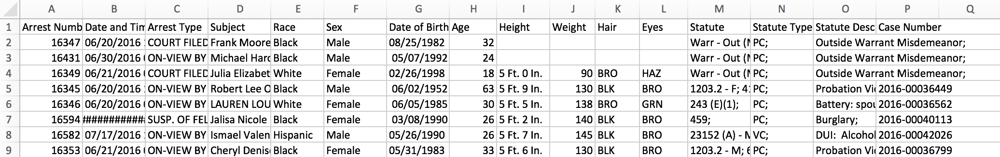 A B C D E F G H I J K L M N O P Q
1 Arrest Numb Date and Tim Arrest Type Subject Race Sex Date of Birth Age Height Weight Hair Eyes Statute Statute Type Statute Desc Case Number
2 16347 06/20/2016 COURT FILED Frank Moore Black Male 08/25/1982 32 Warr - Out (M PC; Outside Warrant Misdemeanor;
3 16431 06/30/2016 ON-VIEW BY Michael Hard Black Male 05/07/1992 24 Warr - Out (M PC; Outside Warrant Misdemeanor;
4 16349 06/21/2016 COURT FILED Julia Elizabet White Female 02/26/1998 18 5 Ft. 0 In. 90 BRO HAZ Warr - Out (M PC; Outside Warrant Misdemeanor;
5 16345 06/20/2016 ON-VIEW BY Robert Lee Black Male 06/02/1952 63 5 Ft. 9 In. 130 BLK BRO 1203.2 - F; 41 PC; Probation Vi 2016-00036449
6 16346 06/20/2016 ON-VIEW BY LAUREN LOU White Female 06/05/1985 30 5 Ft. 5 In. 138 BRO GRN 243 (E)(1); PC; Battery: spou 2016-00036562
7 16594 ############ SUSP. OF FEL Jalisa Nicole Black Female 03/08/1990 26 5 Ft. 2 In. 140 BLK BRO 459; PC; Burglary; 2016-00040113
8 16582 07/17/2016 ON-VIEW BY Ismael Valen Hispanic Male 05/26/1990 26 5 Ft. 7 In. 145 BLK BRO 23152 (A) - M VC; DUI: Alcohol 2016-00042026
9 16353 06/21/2016 ON-VIEW BY Cheryl Denis Black Female 05/31/1983 33 5 Ft. 6 In. 130 BLK BRO 1203.2 - M; 6 PC; Probation Vi 2016-00036799